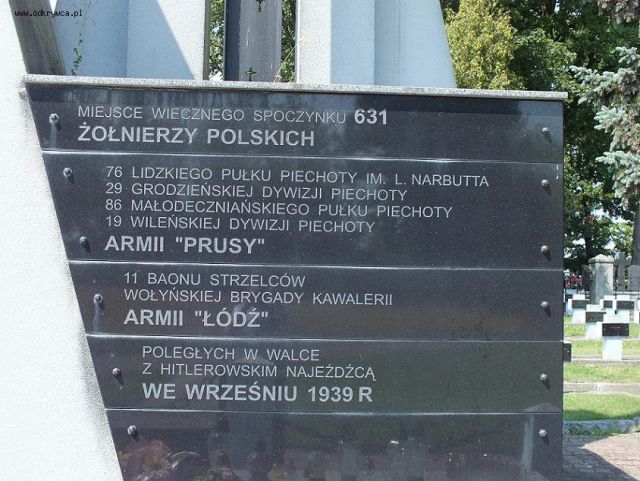 www.odkrywca.pl
MIEJSCE WIECZNEGO SPOCZYNKU 631
ŻOŁNIERZY POLSKICH
76 LIDZKIEGO PUŁKU PIECHOTY IM. L. NARBUTTA
29 GRODZIEŃSKIEJ DYWIZJI PIECHOTY
86 MAŁODECZNIAŃSKIEGO PUŁKU PIECHOTY
19 WILEŃSKIEJ DYWIZJI PIECHOTY
ARMII "PRUSY"
11 BAONU STRZELCÓW
WOŁYŃSKIEJ BRYGADY KAWALERII
ARMII "ŁÓDŹ"
POLEGŁYCH W WALCE
Z HITLEROWSKIM NAJEŹDŹCĄ
WE WRZEŚNIU 1939 R